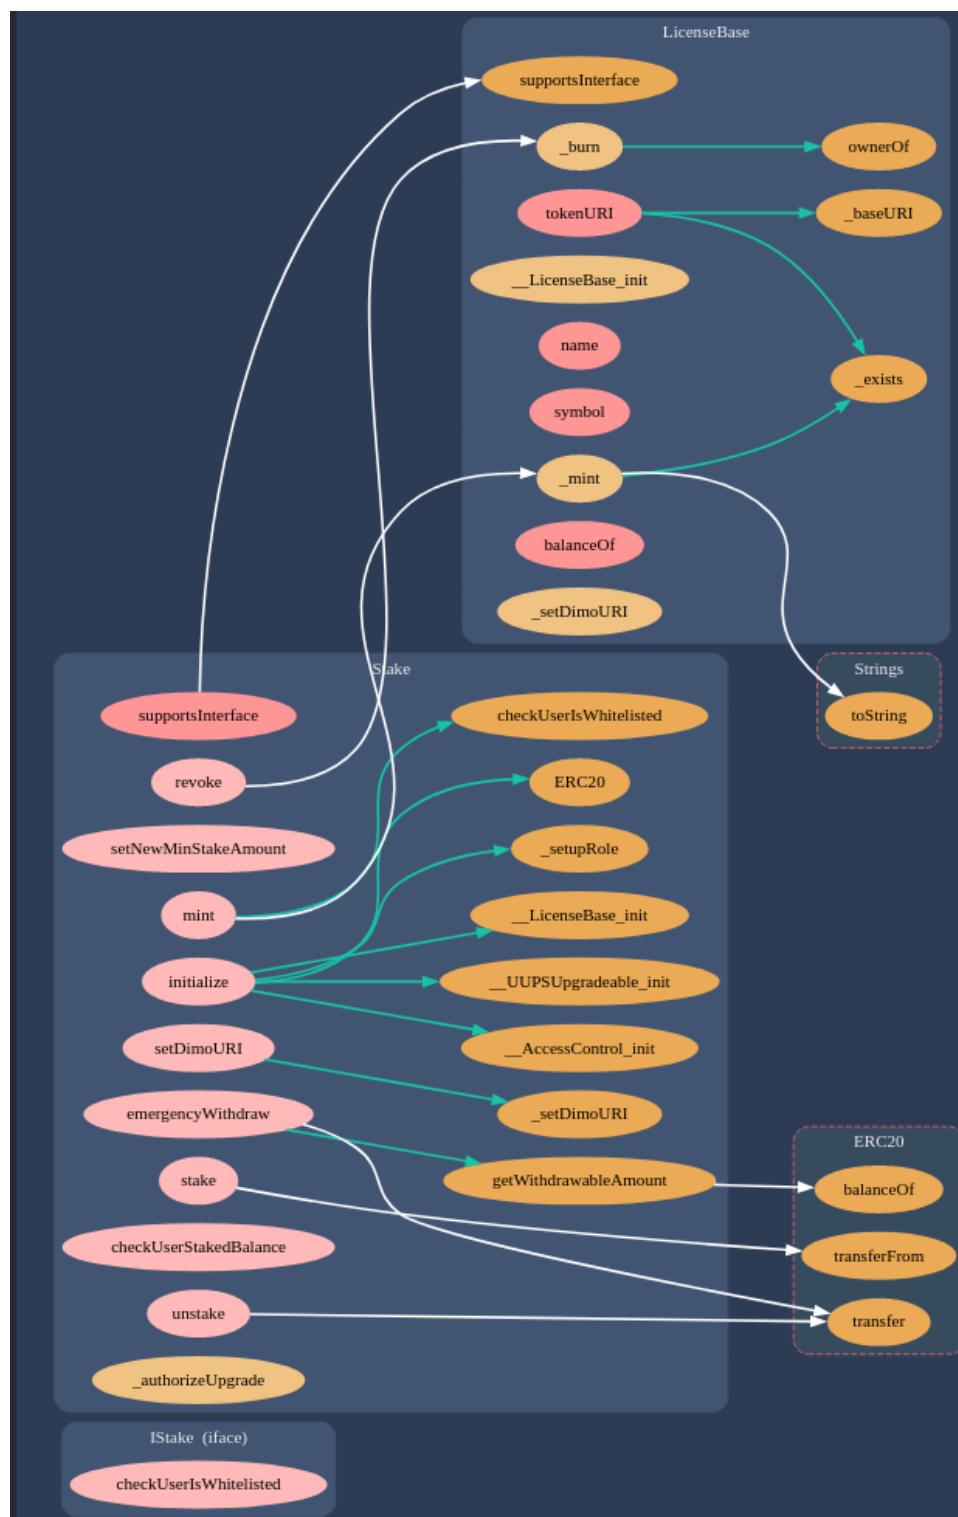 LicenseBase
supportsInterface
_burn
ownerOf
tokenURI
_baseURI
__LicenseBase_init
name
_exists
symbol
_mint
balanceOf
_setDimoURI
Stake
Strings
supportsInterface
checkUserIsWhitelisted
toString
revoke
ERC20
setNewMinStakeAmount
_setupRole
mint
__LicenseBase_init
initialize
__UUPSUpgradeable_init
setDimoURI
__AccessControl_init
emergencyWithdraw
_setDimoURI
ERC20
stake
getWithdrawableAmount
balanceOf
checkUserStakedBalance
transferFrom
unstake
transfer
_authorizeUpgrade
IStake (iface)
checkUserIsWhitelisted